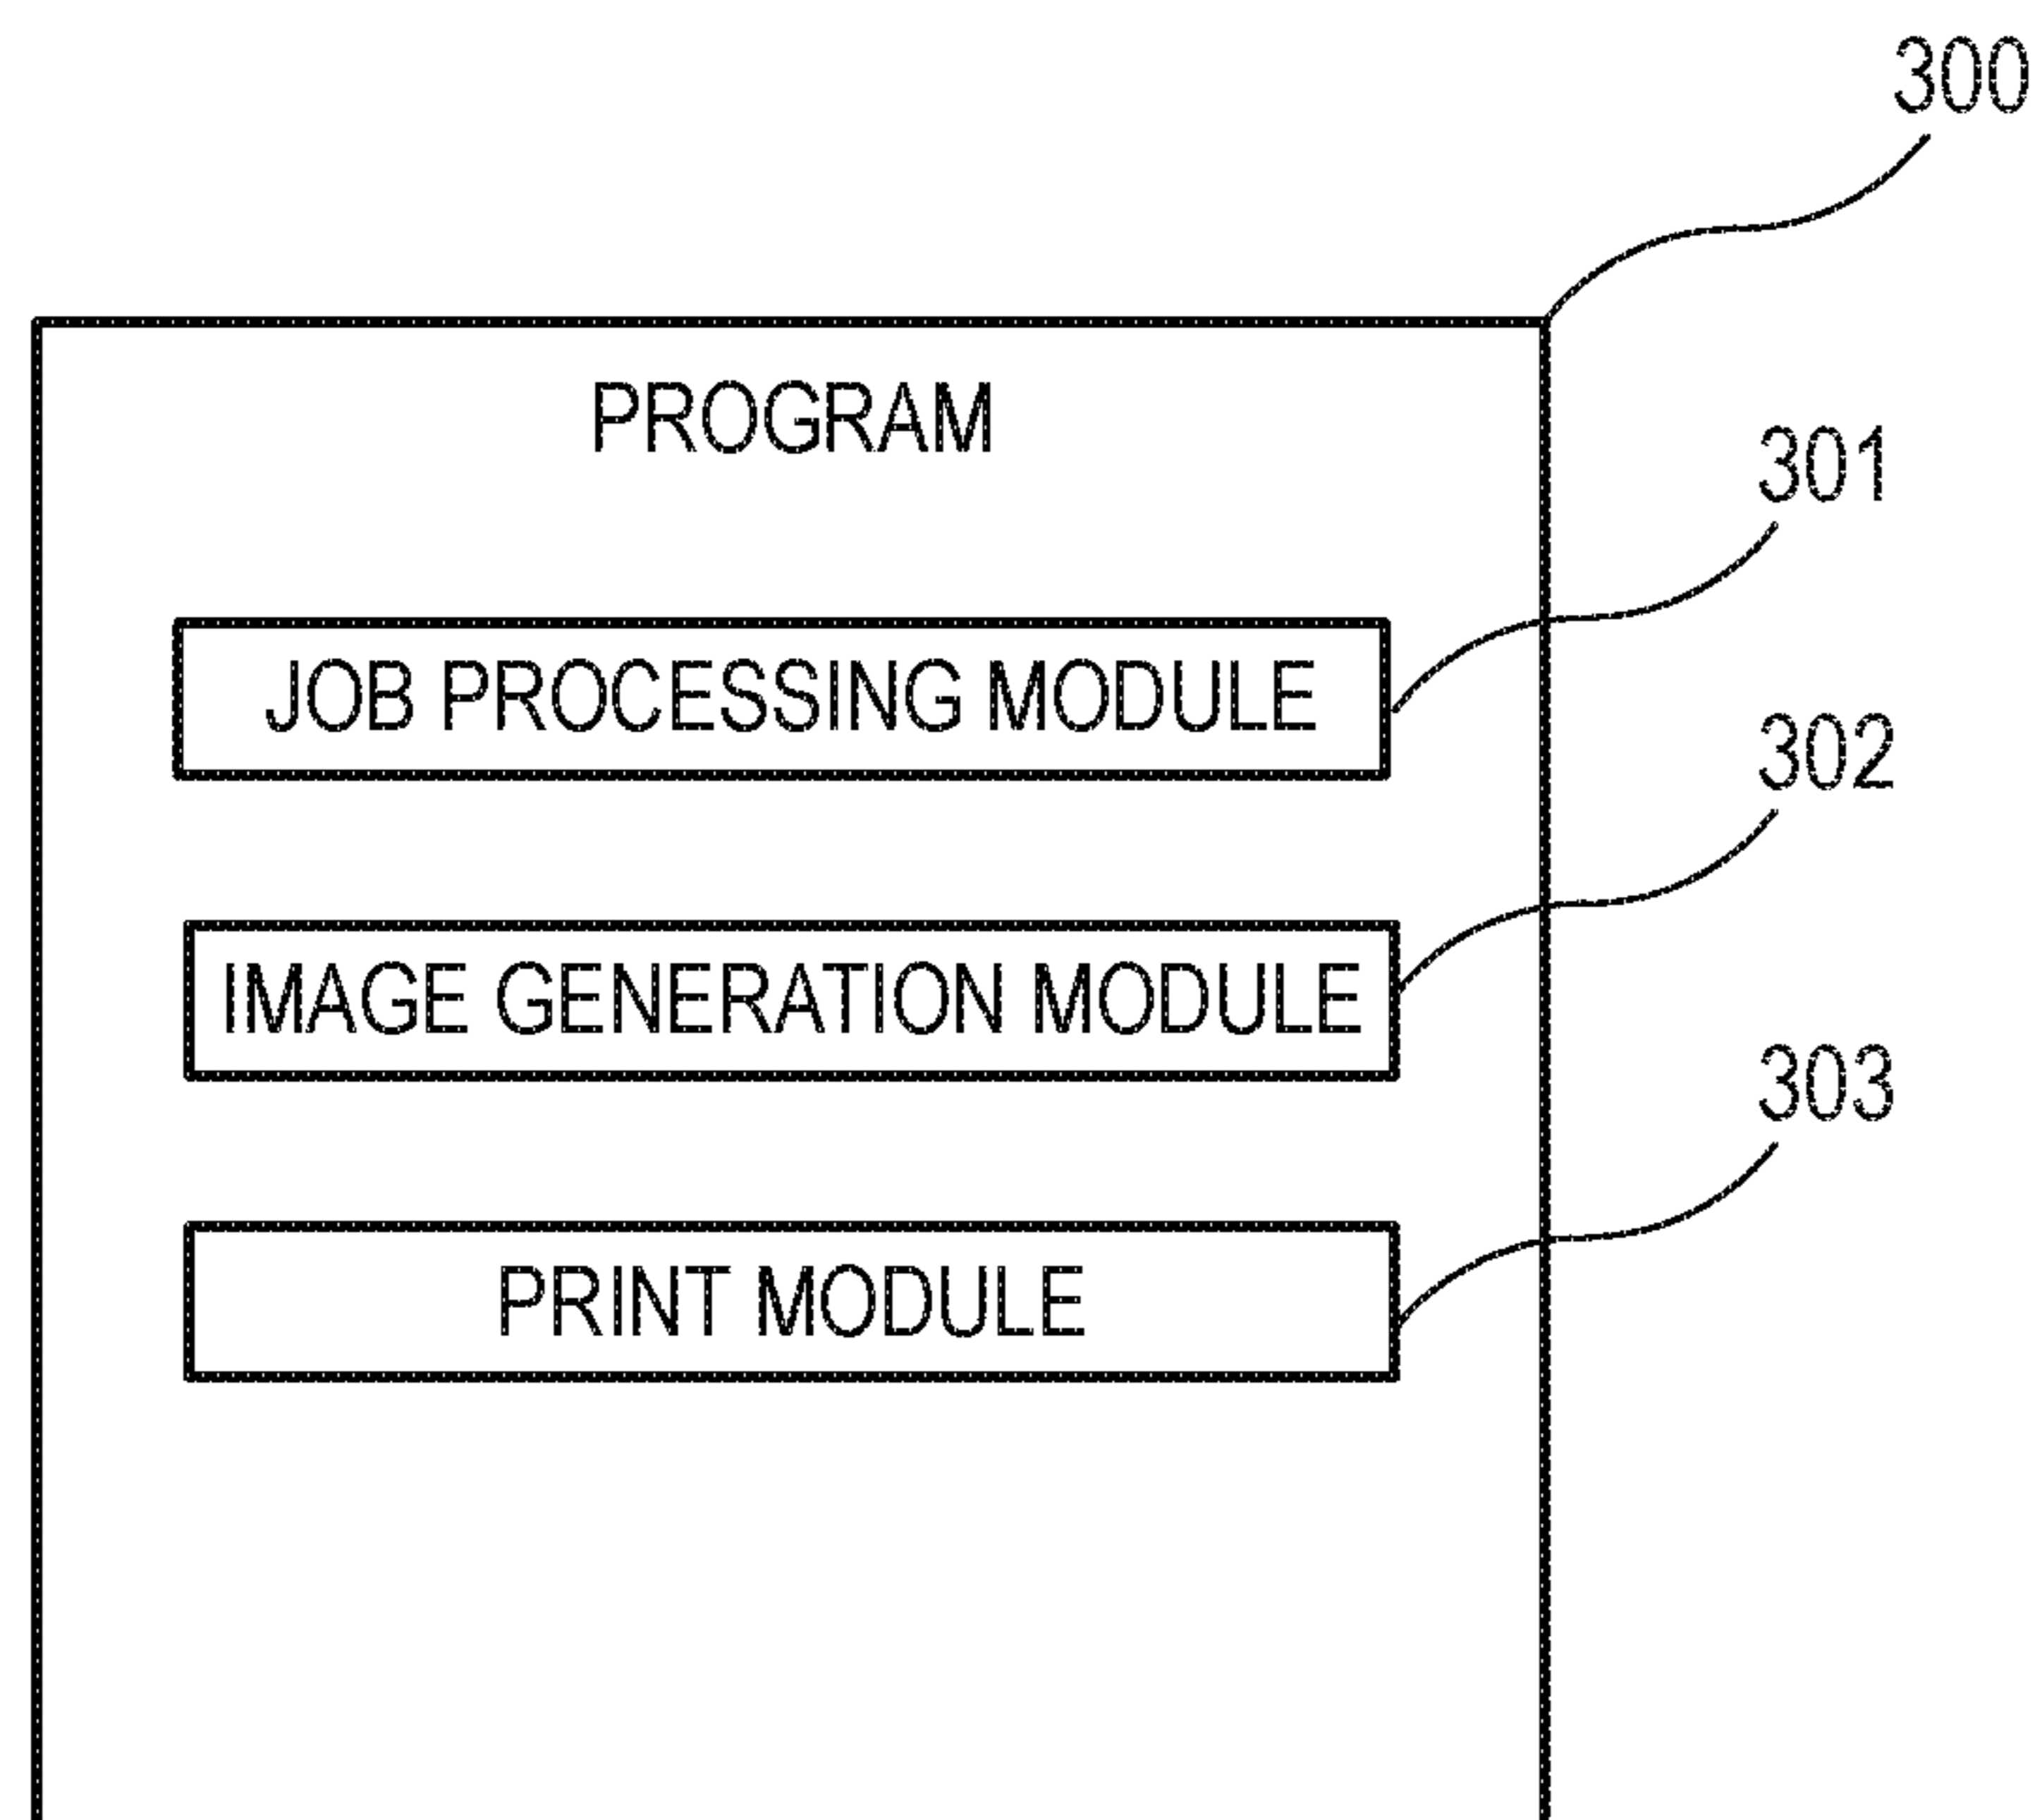 300
PROGRAM
301
JOB PROCESSING MODULE
302
IMAGE GENERATION MODULE
303
PRINT MODULE